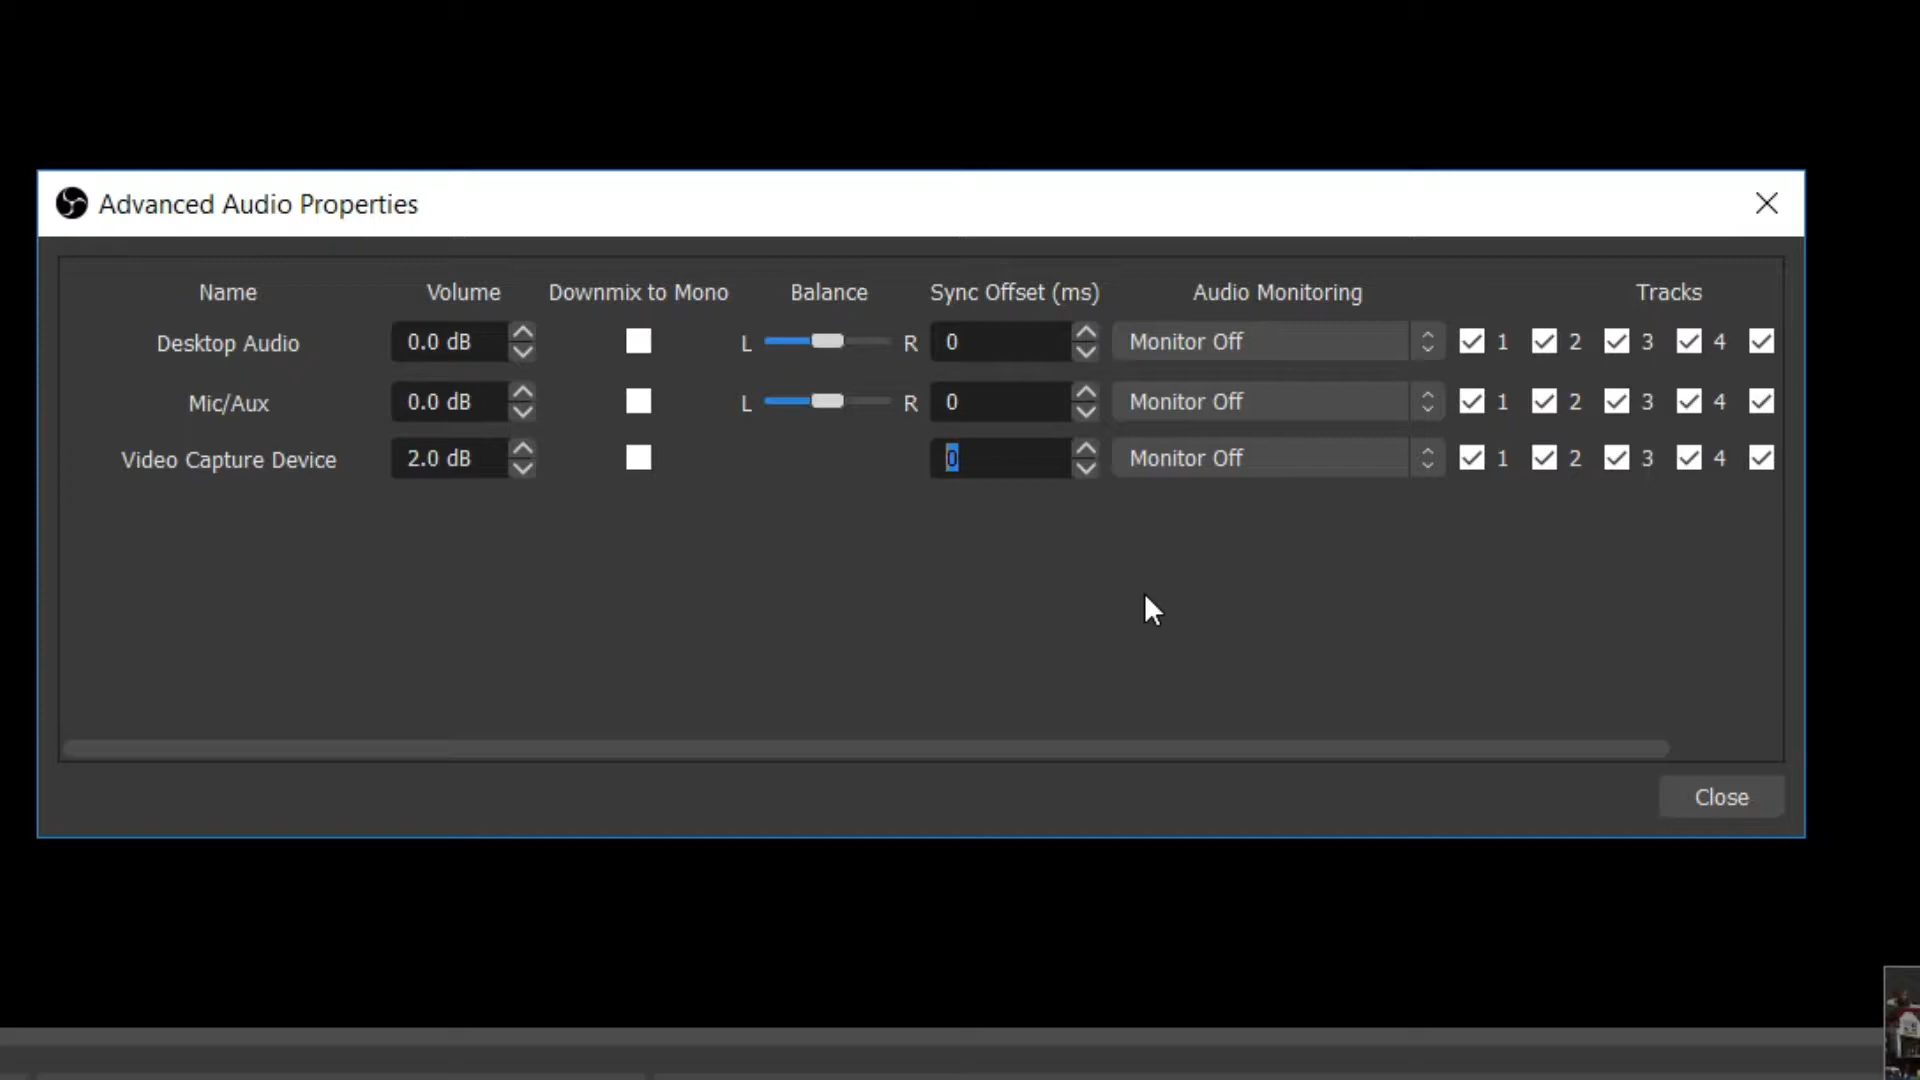 Advanced Audio Properties
Name Volume Downmix to Mono Balance Sync Offset (ms) Audio Monitoring Tracks
Desktop Audio 0.0 dB L R 0 Monitor Off 1 2 3 4
Mic/Aux 0.0 dB L R 0 Monitor Off 1 2 3 4
Video Capture Device 2.0 dB 0 Monitor Off 1 2 3 4
Close